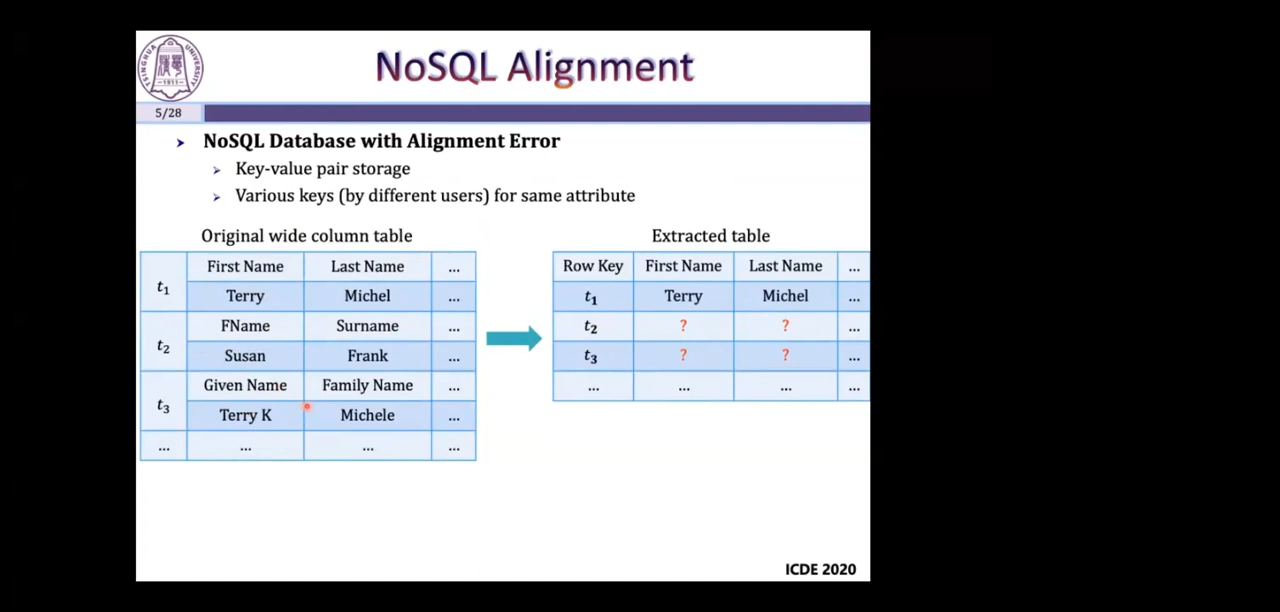 NoSQL Alignment
TSINGHUA UNIVERSITY
-1911-
5/28
NoSQL Database with Alignment Error
Key-value pair storage
Various keys (by different users) for same attribute
Original wide column table
t1
First Name Last Name ...
Terry Michel ...
t2
FName Surname ...
Susan Frank ...
t3
Given Name Family Name ...
Terry K Michele ...
... ... ... ...
Extracted table
Row Key First Name Last Name ...
t1 Terry Michel ...
t2 ? ? ...
t3 ? ? ...
... ... ... ...
ICDE 2020